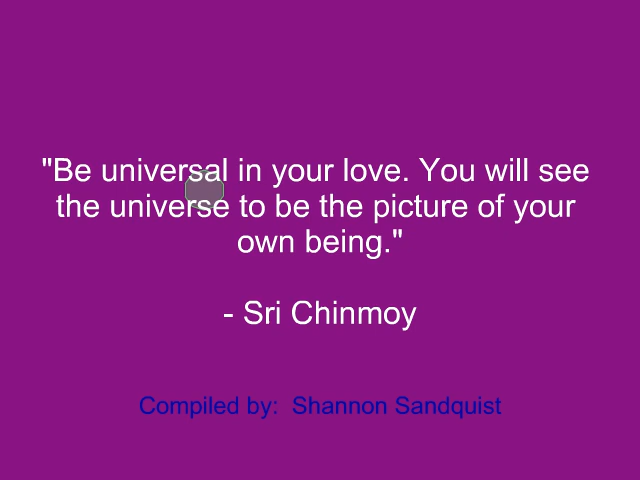 "Be universal in your love. You will see
the universe to be the picture of your
own being."
- Sri Chinmoy
Compiled by:  Shannon Sandquist